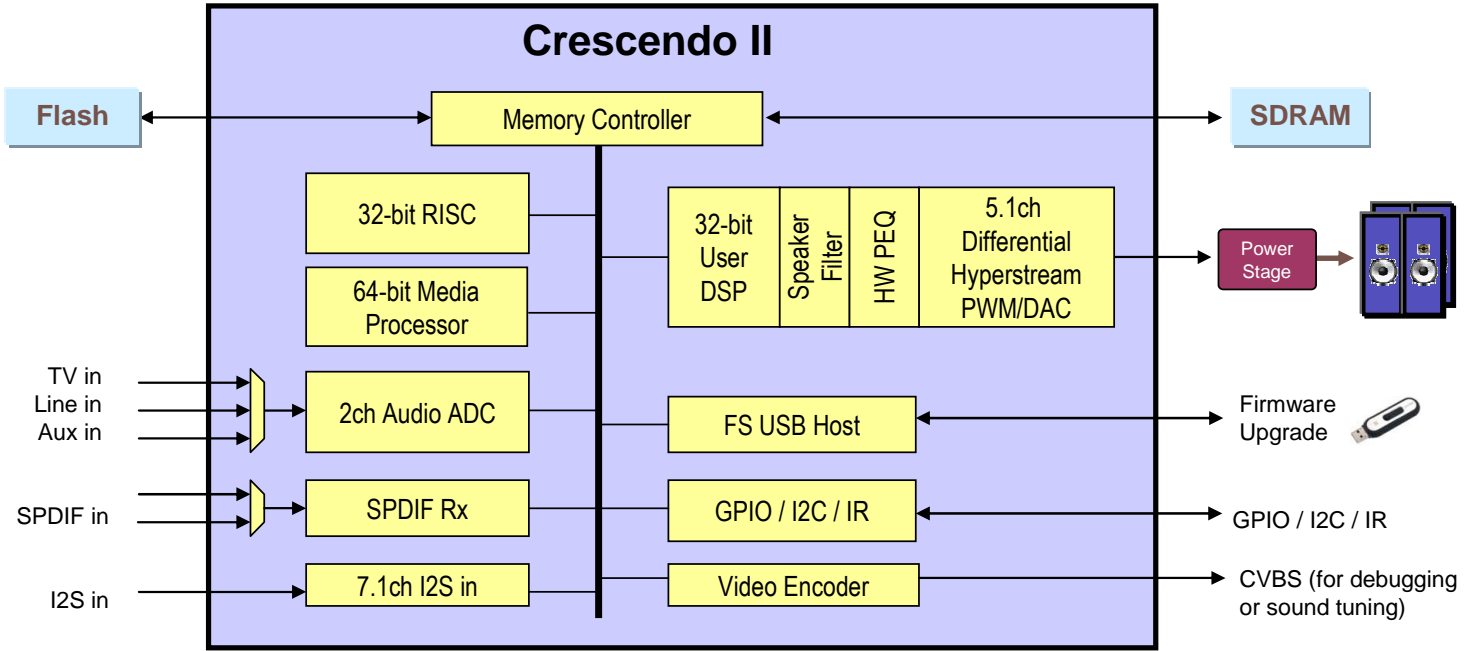 Crescendo II
Flash
Memory Controller
SDRAM
32-bit RISC
64-bit Media
Processor
32-bit
User
DSP
Speaker
Filter
HW PEQ
5.1ch
Differential
Hyperstream
PWM/DAC
Power
Stage
TV in
Line in
Aux in
2ch Audio ADC
FS USB Host
Firmware
Upgrade
SPDIF in
SPDIF Rx
GPIO / I2C / IR
GPIO / I2C / IR
I2S in
7.1ch I2S in
Video Encoder
CVBS (for debugging
or sound tuning)